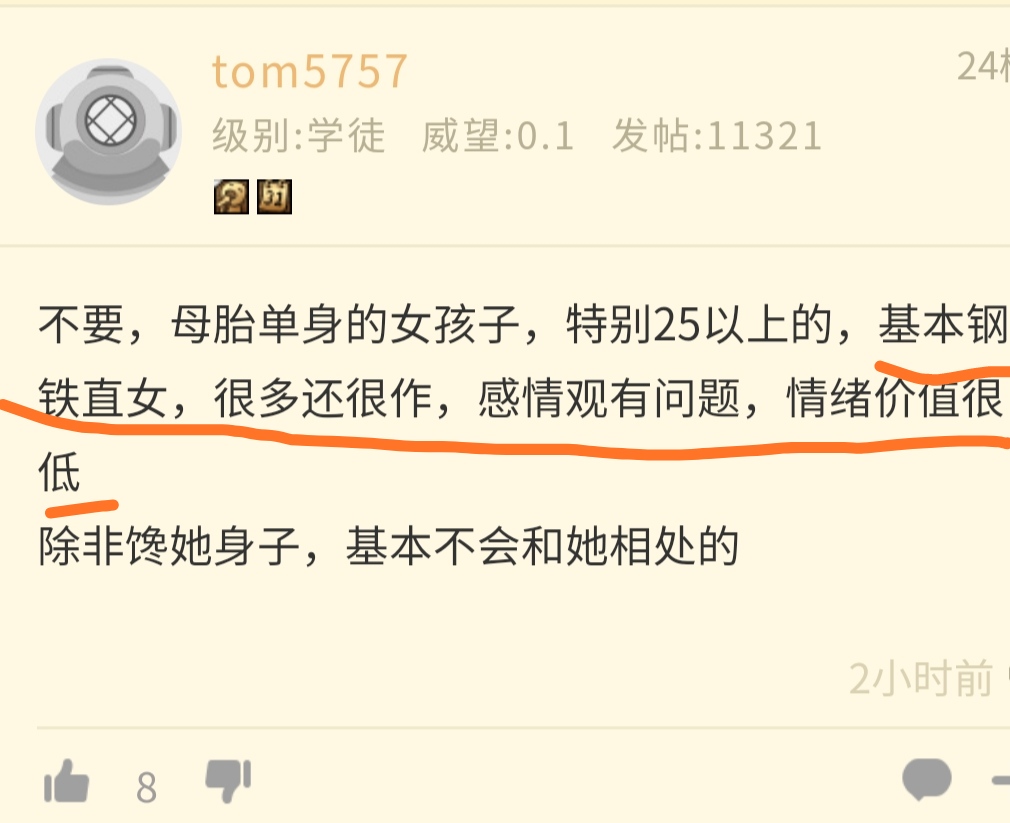 tom5757
24
级别:学徒 威望:0.1 发帖:11321
31
不要，母胎单身的女孩子，特别25以上的，基本钢
铁直女，很多还很作，感情观有问题，情绪价值很
低
除非馋她身子，基本不会和她相处的
2小时前
8